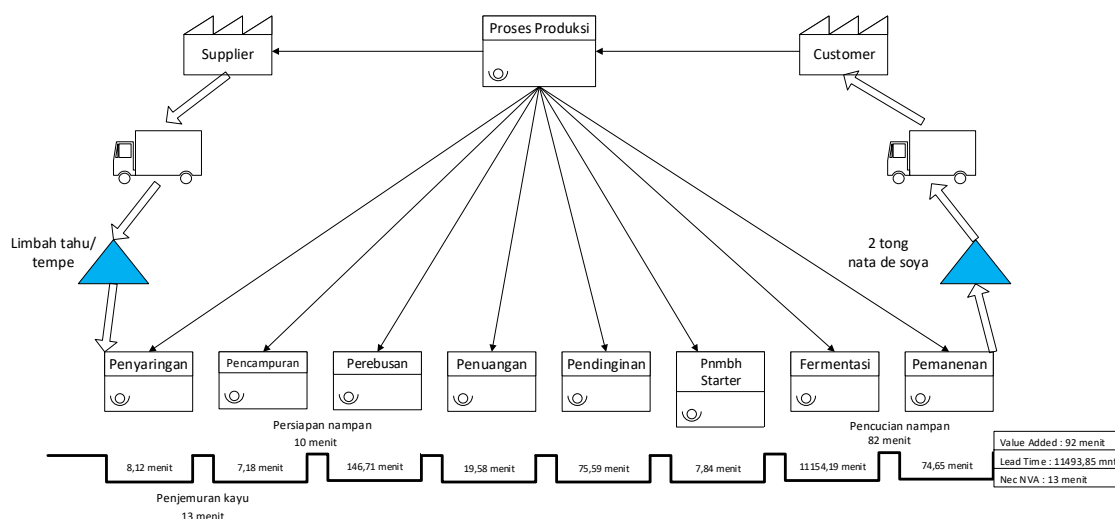 Proses Produksi
Supplier
Customer
Limbah tahu/
tempe
2 tong
nata de soya
Penyaringan
Pencampuran
Perebusan
Penuangan
Pendinginan
Pnmbh
Starter
Fermentasi
Pemanenan
Persiapan nampan
10 menit
Pencucian nampan
82 menit
8,12 menit
7,18 menit
146,71 menit
19,58 menit
75,59 menit
7,84 menit
11154,19 mnt
74,65 menit
Value Added : 92 menit
Lead Time : 11493,85 mnt
Nec NVA : 13 menit
Penjemuran kayu
13 menit